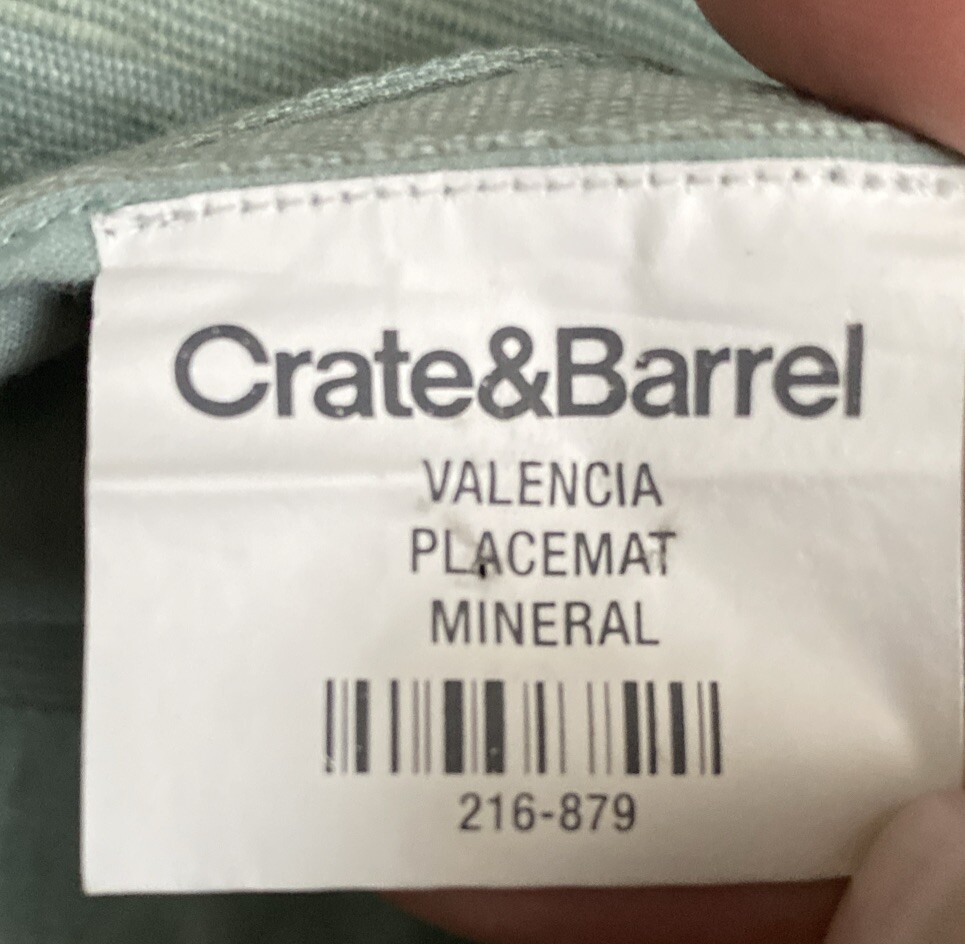 Crate&Barrel
VALENCIA
PLACEMAT
MINERAL
216-879